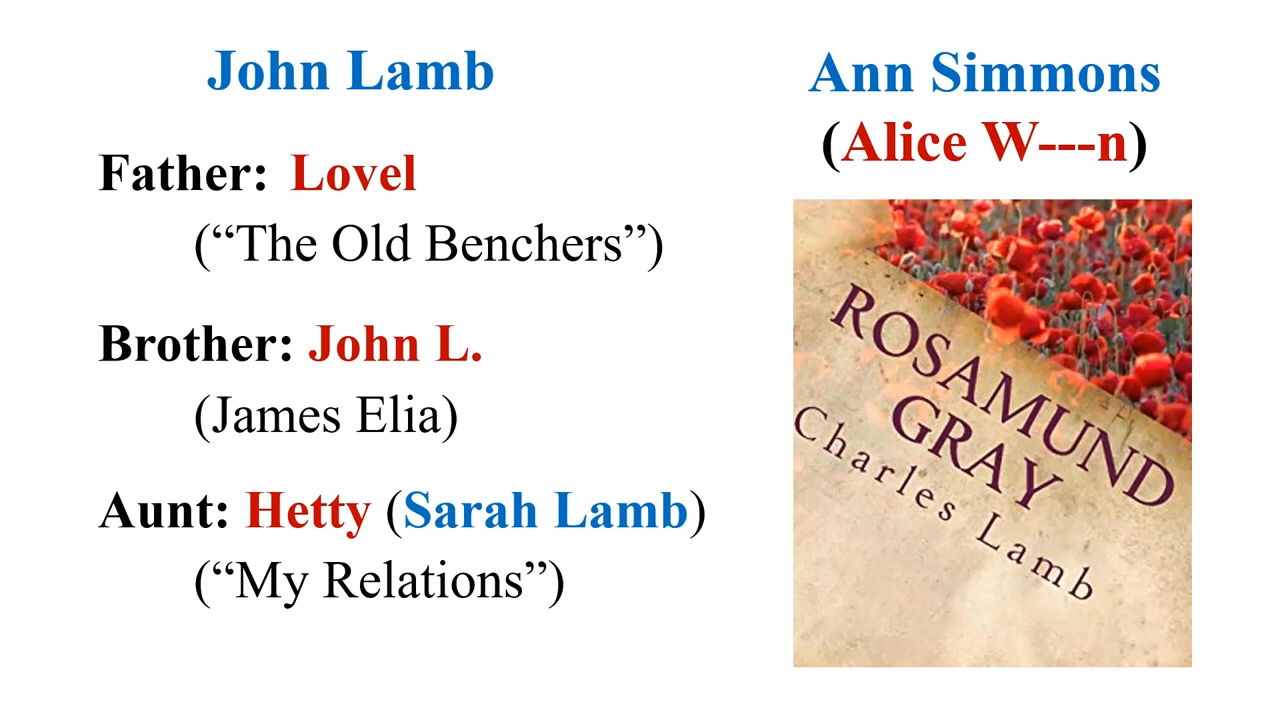 John Lamb
Father: Lovel
(“The Old Benchers”)
Brother: John L.
(James Elia)
Aunt: Hetty (Sarah Lamb)
(“My Relations”)
Ann Simmons
(Alice W---n)
ROSAMUND
GRAY
Charles Lamb